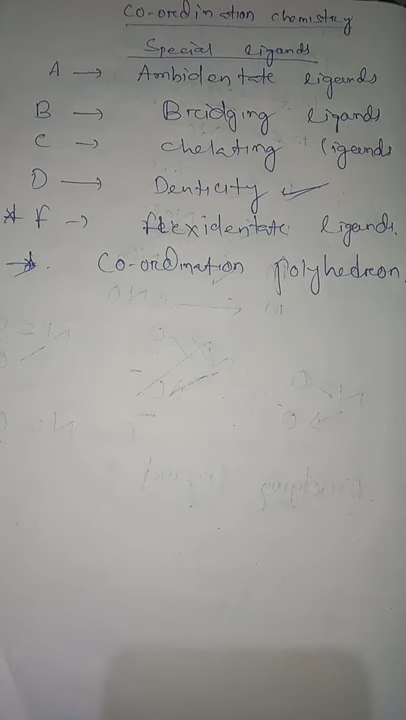 Co-ordination chemistry
Special ligands
A → Ambidentate ligands
B → Bridging ligands
C → chelating ligands
D → Denticity ✓
* F → flexidentate ligands.
→ Co-ordination polyhedron.